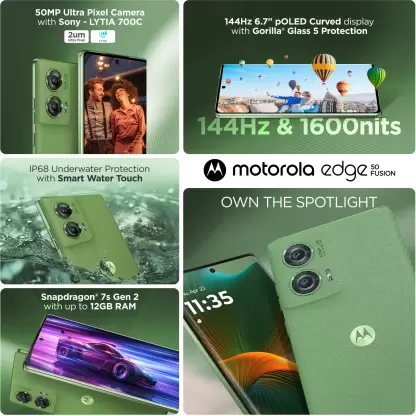 50MP Ultra Pixel Camera
with Sony - LYTIA 700C
2um
144Hz 6.7" pOLED Curved display
with Gorilla® Glass 5 Protection
144Hz & 1600nits
IP68 Underwater Protection
with Smart Water Touch
motorola edge 50
FUSION
OWN THE SPOTLIGHT
Snapdragon® 7s Gen 2
with up to 12GB RAM
11:35